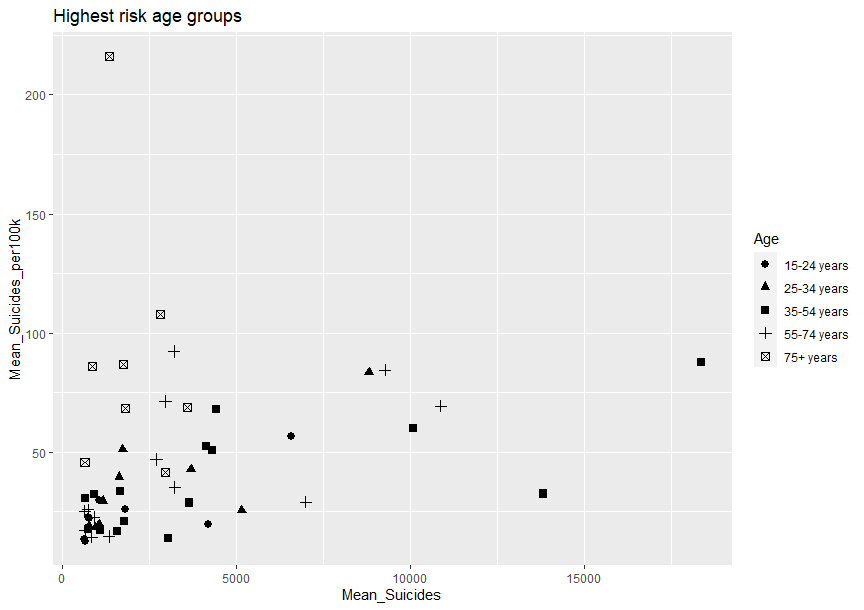 Highest risk age groups
Mean_Suicides_per100k
200
150
100
50
0
5000
10000
15000
Mean_Suicides
Age
15-24 years
25-34 years
35-54 years
55-74 years
75+ years